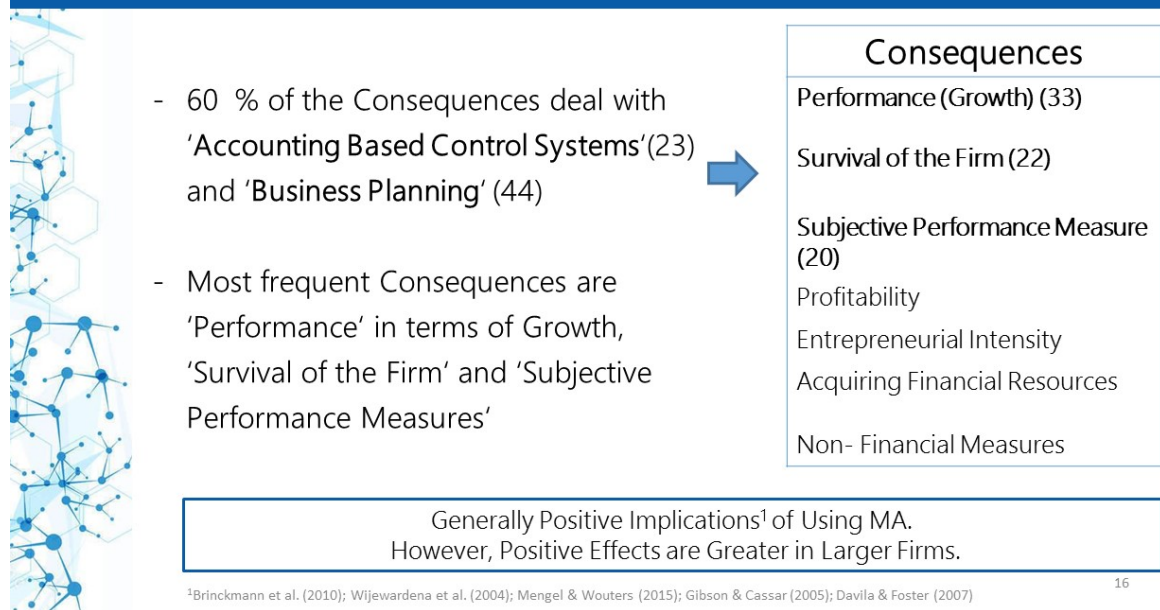 - 60 % of the Consequences deal with
‘Accounting Based Control Systems‘(23)
and ‘Business Planning‘ (44)
- Most frequent Consequences are
‘Performance‘ in terms of Growth,
‘Survival of the Firm‘ and ‘Subjective
Performance Measures‘
Consequences
Performance (Growth) (33)
Survival of the Firm (22)
Subjective Performance Measure
(20)
Profitability
Entrepreneurial Intensity
Acquiring Financial Resources
Non- Financial Measures
Generally Positive Implications¹ of Using MA.
However, Positive Effects are Greater in Larger Firms.
¹Brinckmann et al. (2010); Wijewardena et al. (2004); Mengel & Wouters (2015); Gibson & Cassar (2005); Davila & Foster (2007)
16